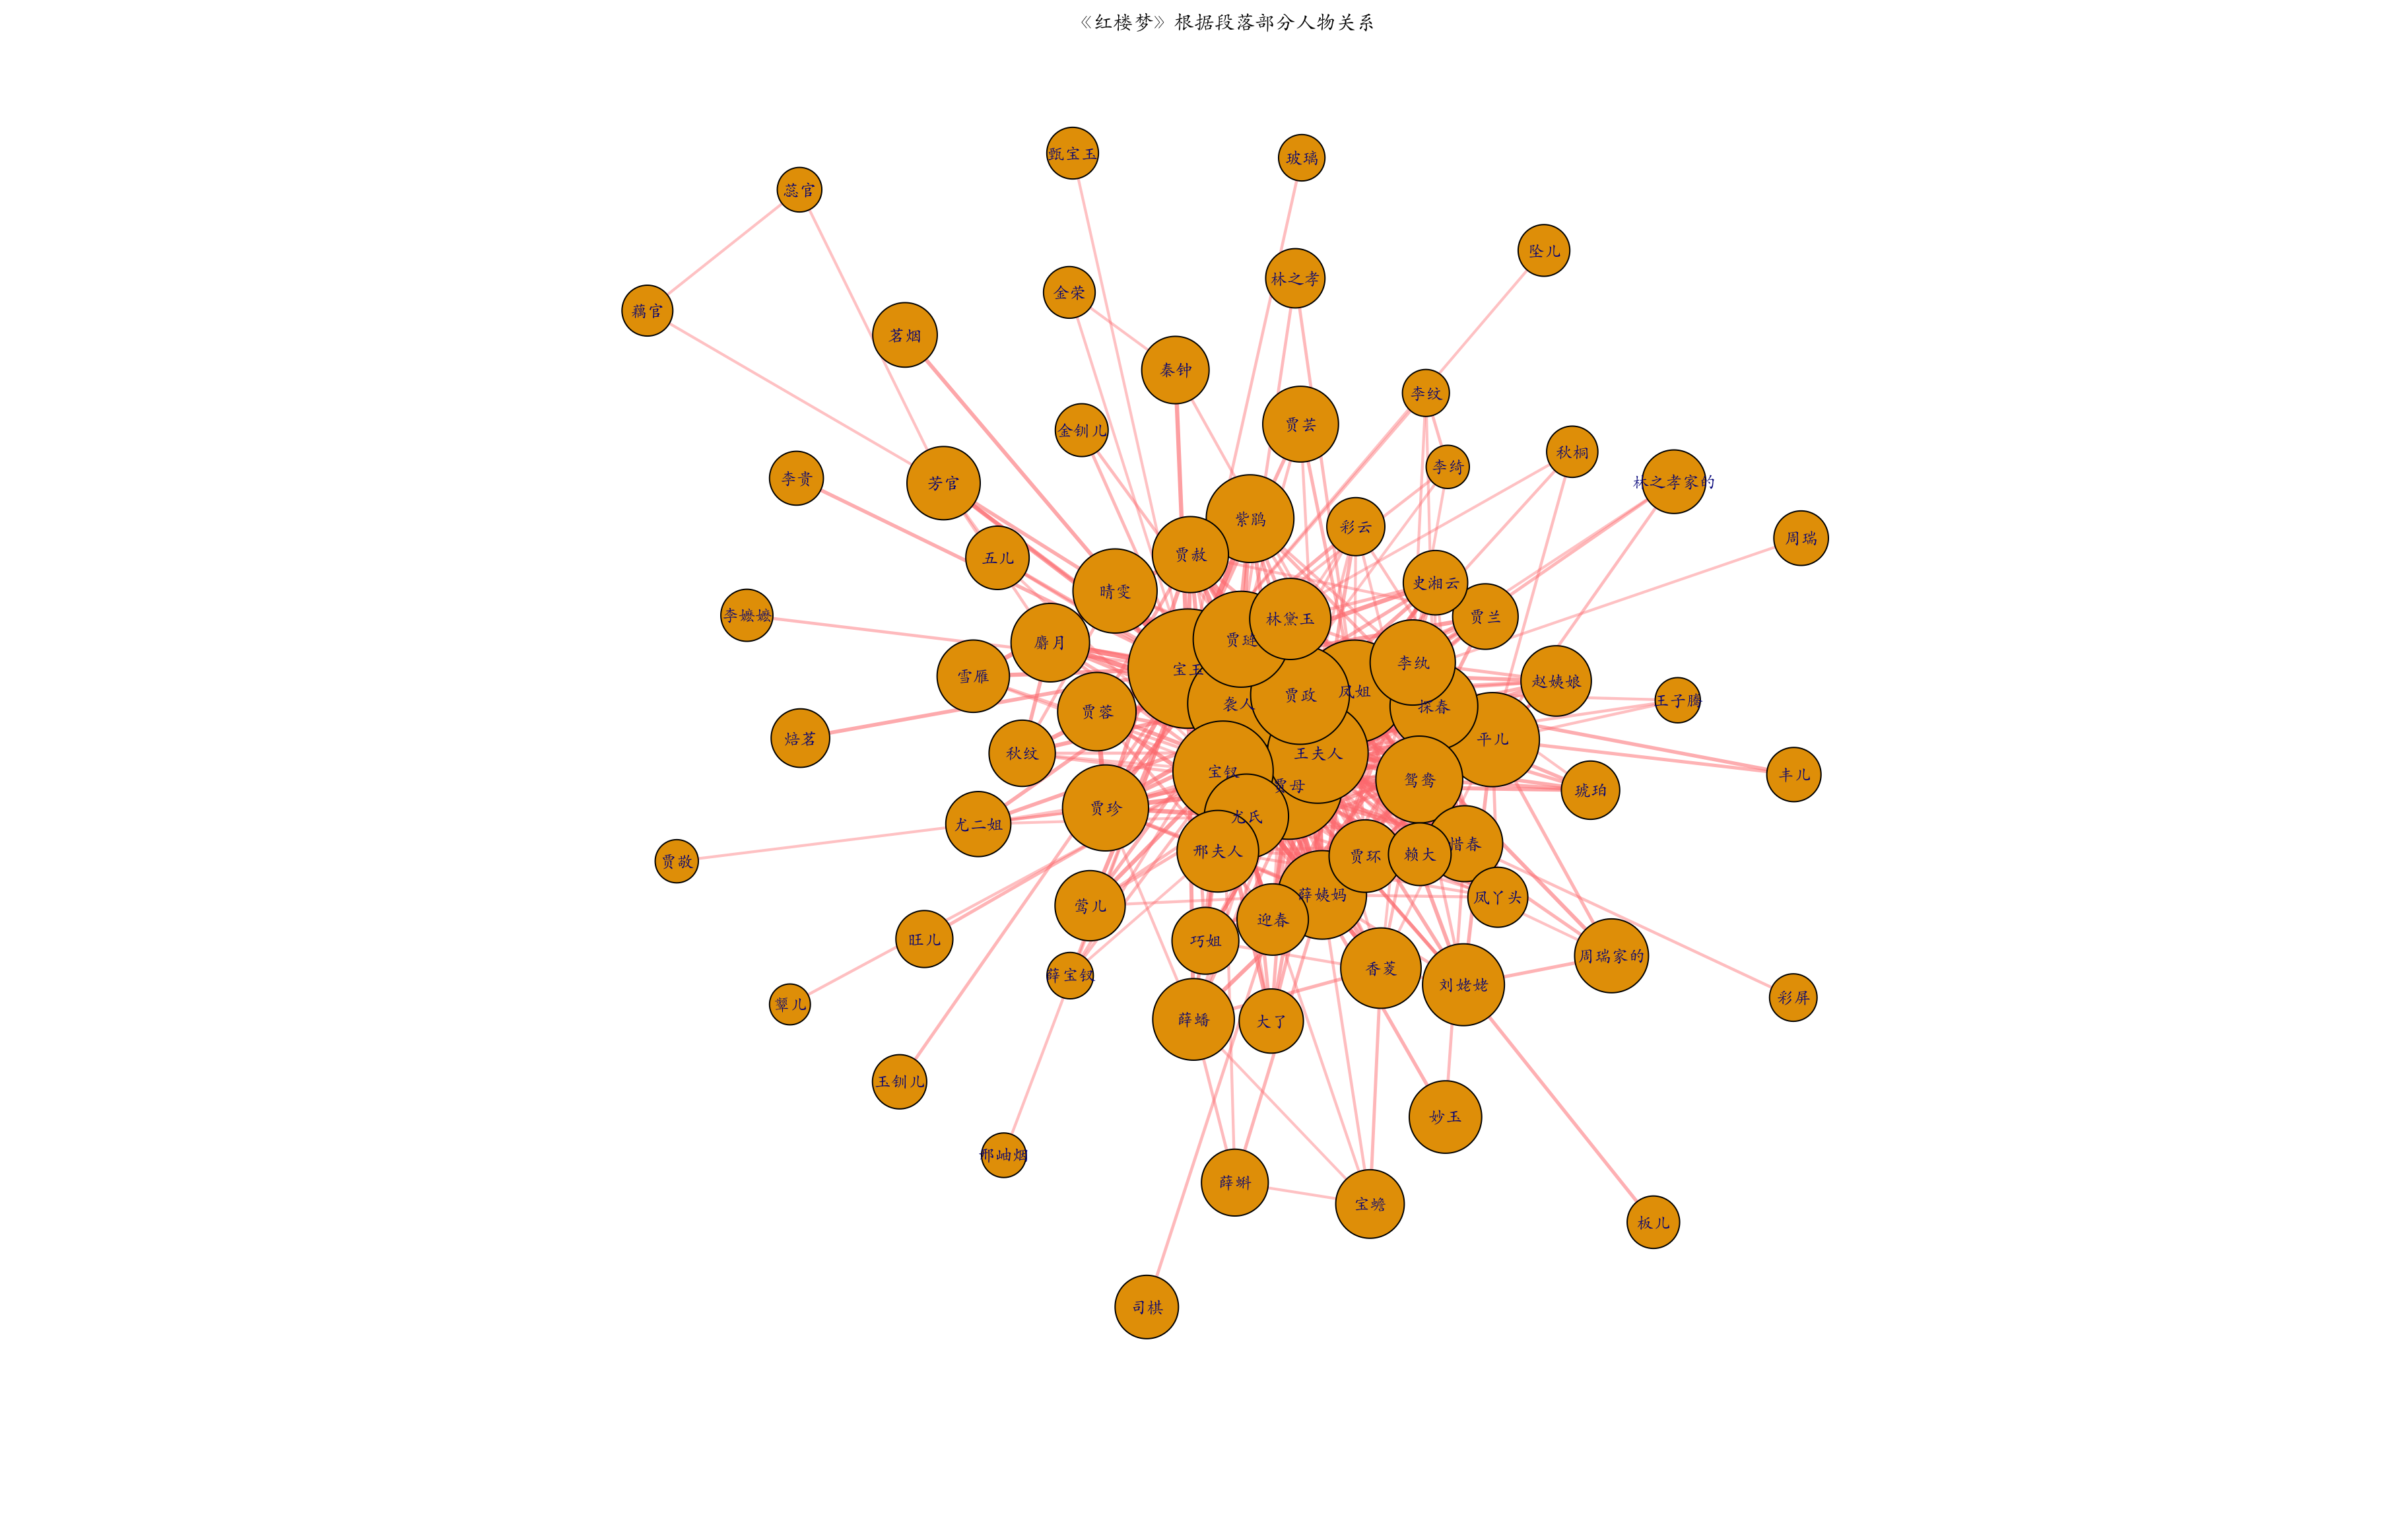 《红楼梦》根据段落部分人物关系
甄宝玉
玻璃
蕊官
坠儿
林之孝
金荣
藕官
茗烟
秦钟
李纹
贾芸
金钏儿
秋桐
李绮
李贵
芳官
林之孝家的
紫鹃
彩云
周瑞
贾赦
五儿
史湘云
晴雯
李嬷嬷
贾兰
林黛玉
贾琏
麝月
李纨
宝玉
雪雁
赵姨娘
凤姐
贾政
王子腾
袭人
探春
贾蓉
焙茗
平儿
秋纹
王夫人
宝钗
丰儿
鸳鸯
贾母
琥珀
贾珍
尤氏
尤二姐
惜春
邢夫人
赖大
贾环
贾敬
薛姨妈
凤丫头
莺儿
迎春
旺儿
巧姐
周瑞家的
香菱
薛宝钗
刘姥姥
彩屏
颦儿
薛蟠
大了
玉钏儿
妙玉
邢岫烟
薛蝌
宝蟾
板儿
司棋